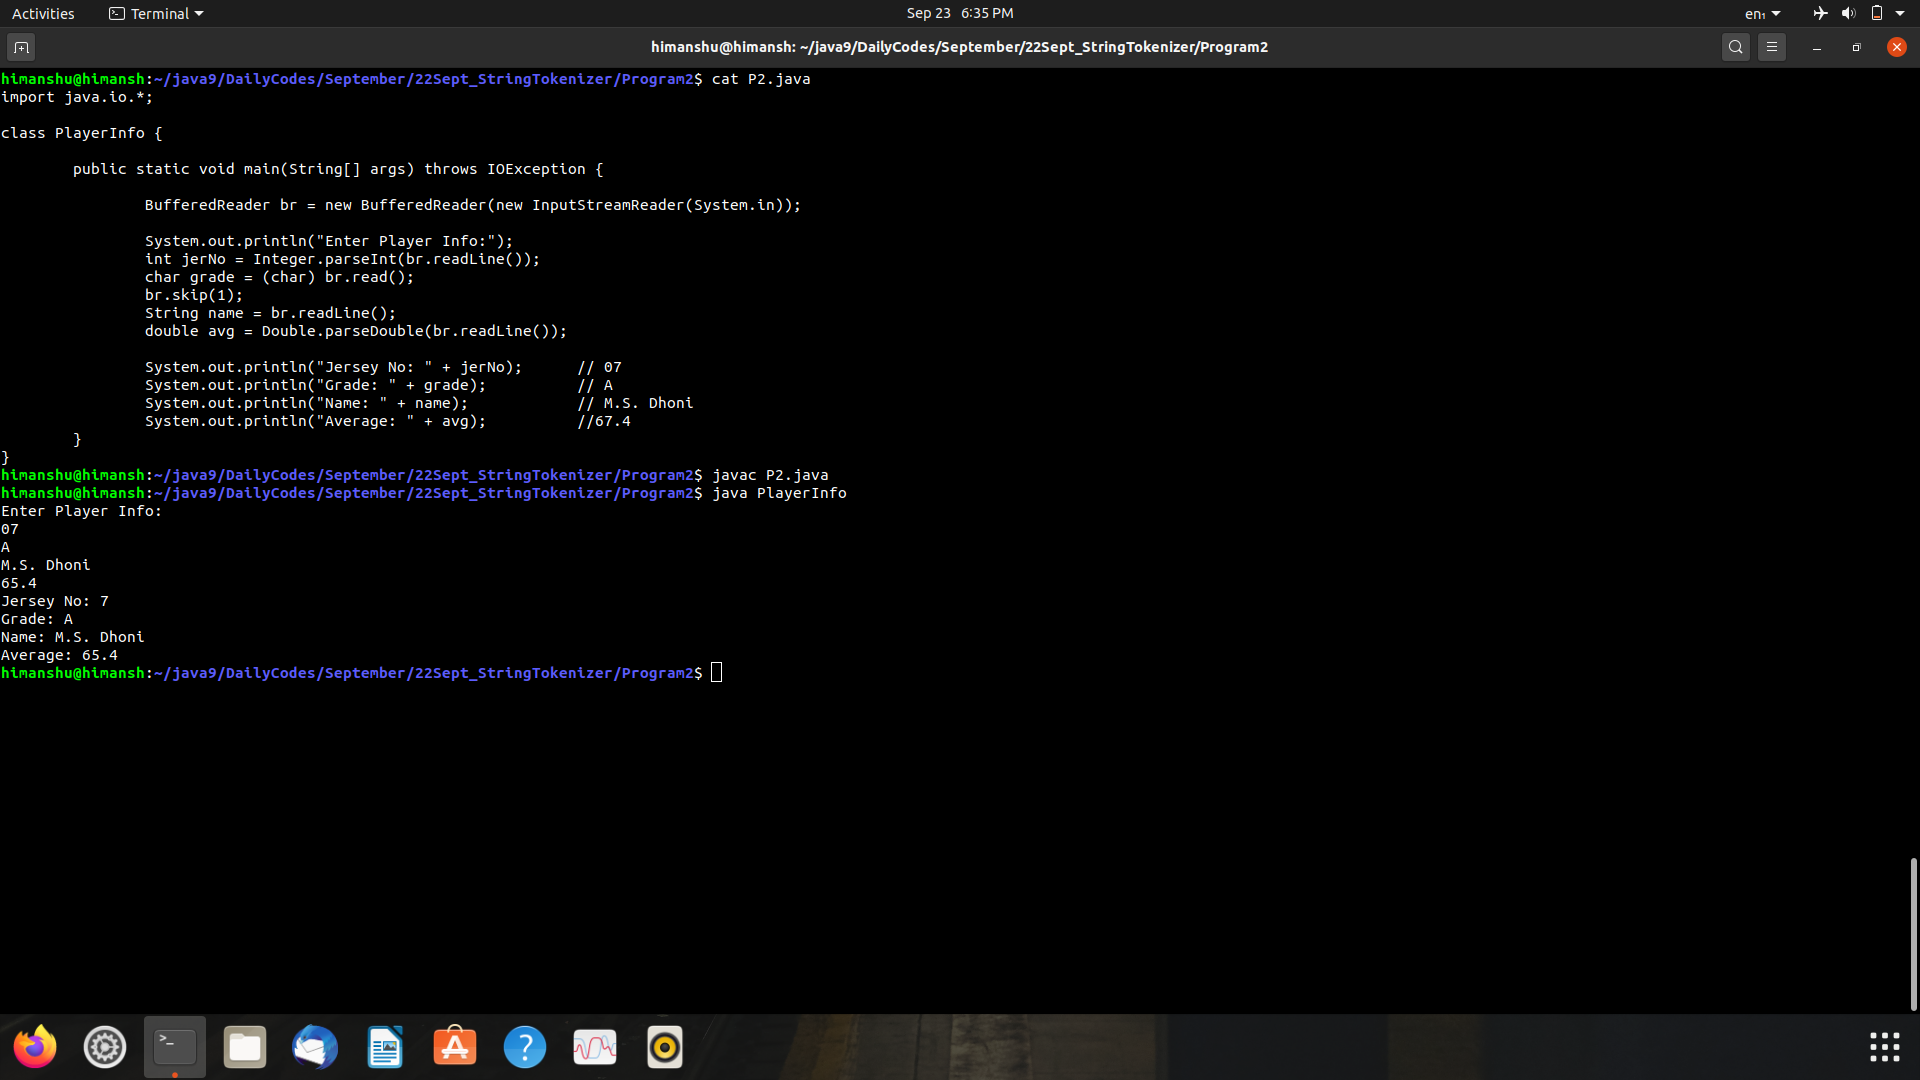 Activities Terminal Sep 23 6:35 PM en₁
himanshu@himansh: ~/java9/DailyCodes/September/22Sept_StringTokenizer/Program2
himanshu@himansh:~/java9/DailyCodes/September/22Sept_StringTokenizer/Program2$ cat P2.java
import java.io.*;
class PlayerInfo {
public static void main(String[] args) throws IOException {
BufferedReader br = new BufferedReader(new InputStreamReader(System.in));
System.out.println("Enter Player Info:");
int jerNo = Integer.parseInt(br.readLine());
char grade = (char) br.read();
br.skip(1);
String name = br.readLine();
double avg = Double.parseDouble(br.readLine());
System.out.println("Jersey No: " + jerNo); // 07
System.out.println("Grade: " + grade); // A
System.out.println("Name: " + name); // M.S. Dhoni
System.out.println("Average: " + avg); //67.4
}
}
himanshu@himansh:~/java9/DailyCodes/September/22Sept_StringTokenizer/Program2$ javac P2.java
himanshu@himansh:~/java9/DailyCodes/September/22Sept_StringTokenizer/Program2$ java PlayerInfo
Enter Player Info:
07
A
M.S. Dhoni
65.4
Jersey No: 7
Grade: A
Name: M.S. Dhoni
Average: 65.4
himanshu@himansh:~/java9/DailyCodes/September/22Sept_StringTokenizer/Program2$